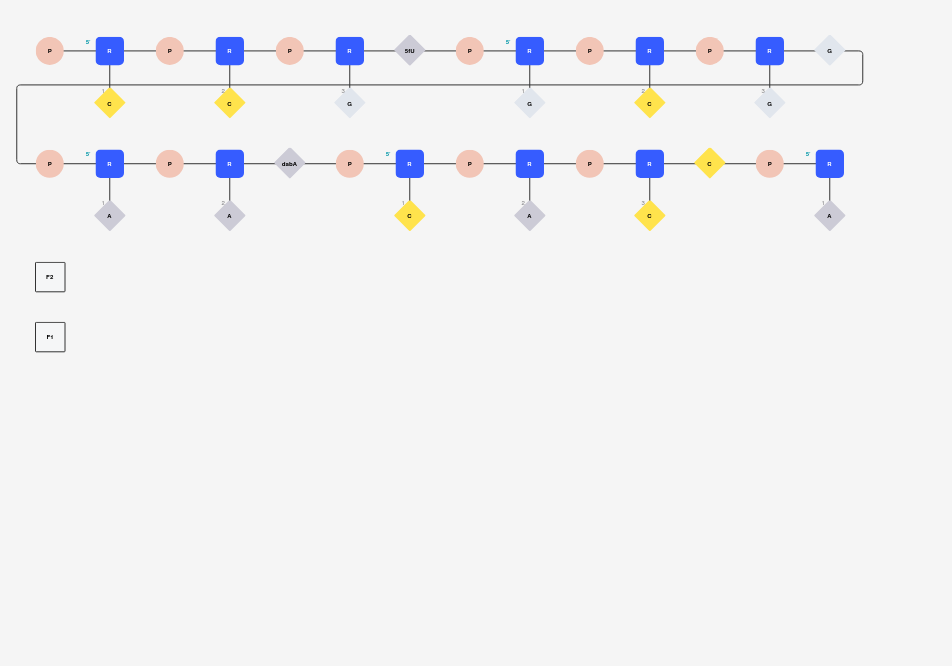 5' 5'
P R P R P R 5fU P R P R P R G
1 2 3 1 2 3
C C G G C G
5' 5' 5'
P R P R dabA P R P R P R C P R
1 2 1 2 3 1
A A C A C A
F2
F1